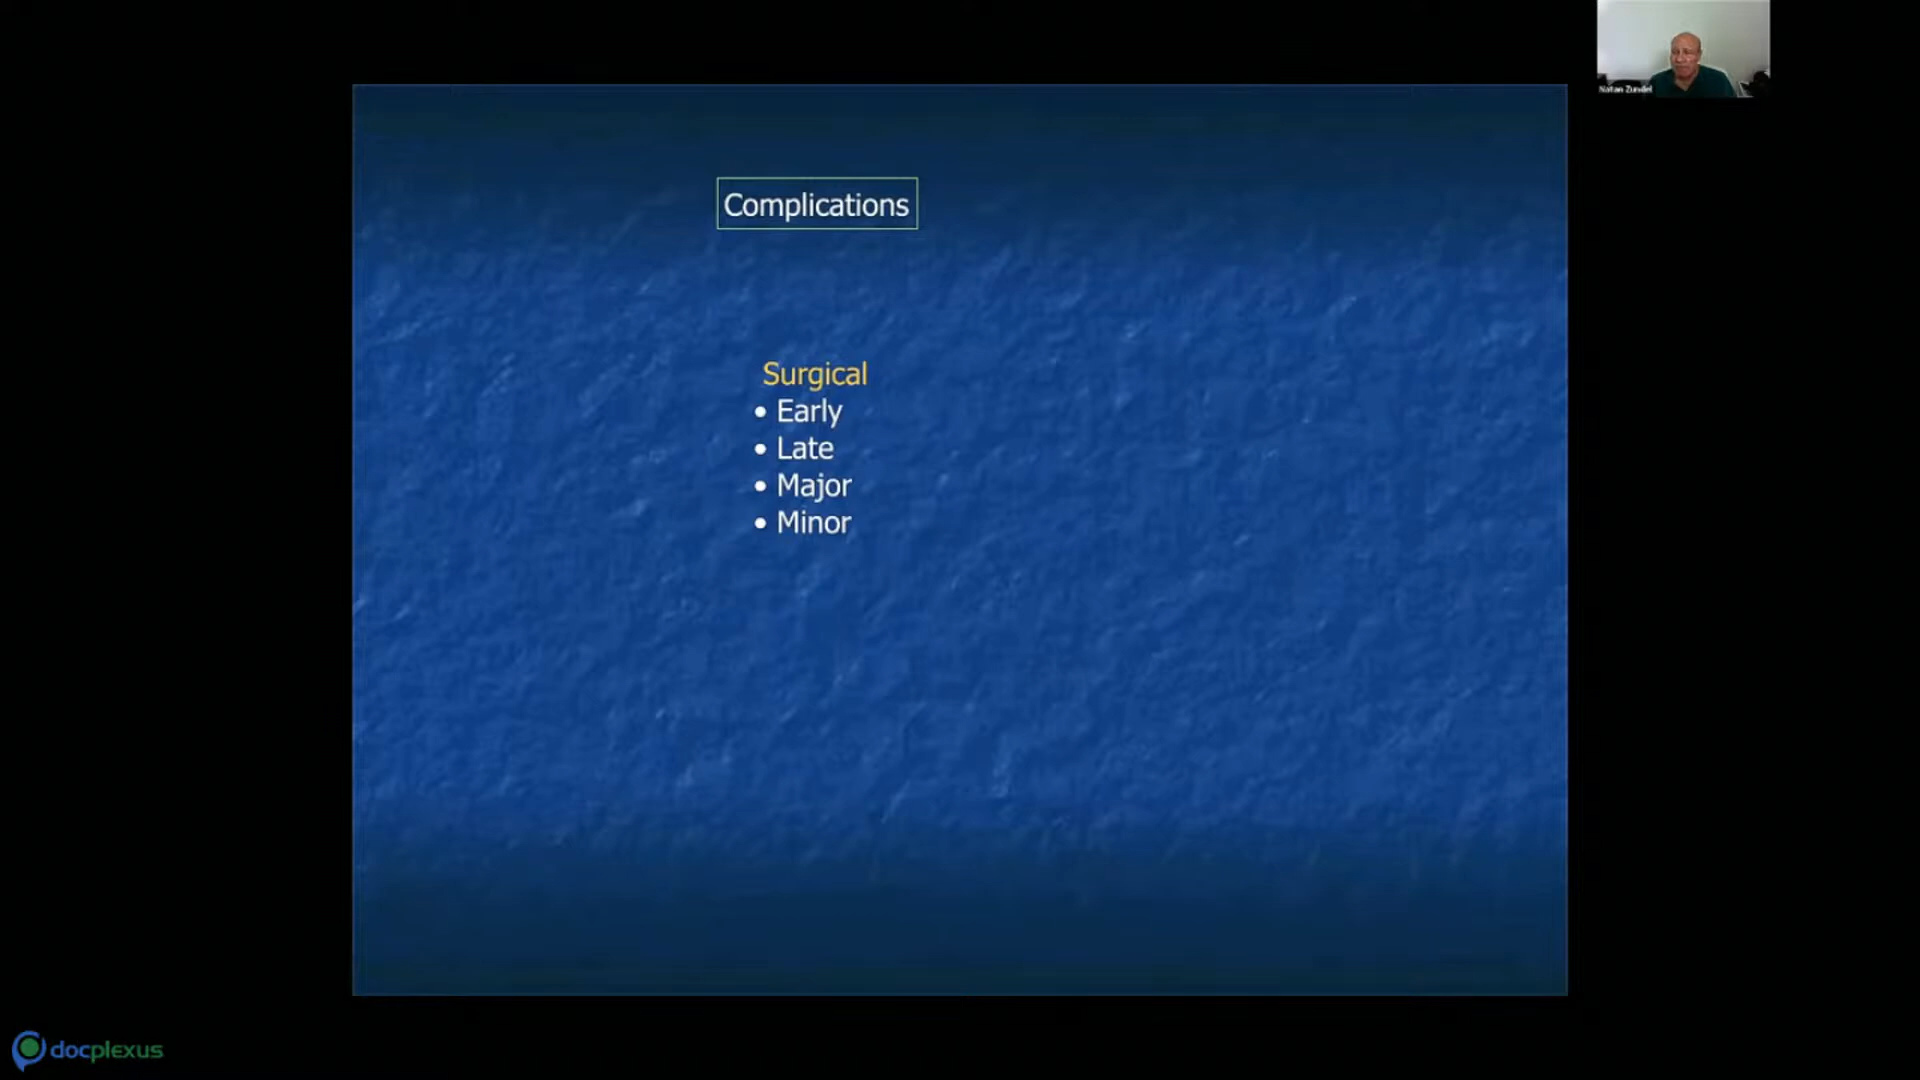 Natan Zundel
Complications
Surgical
• Early
• Late
• Major
• Minor
docplexus